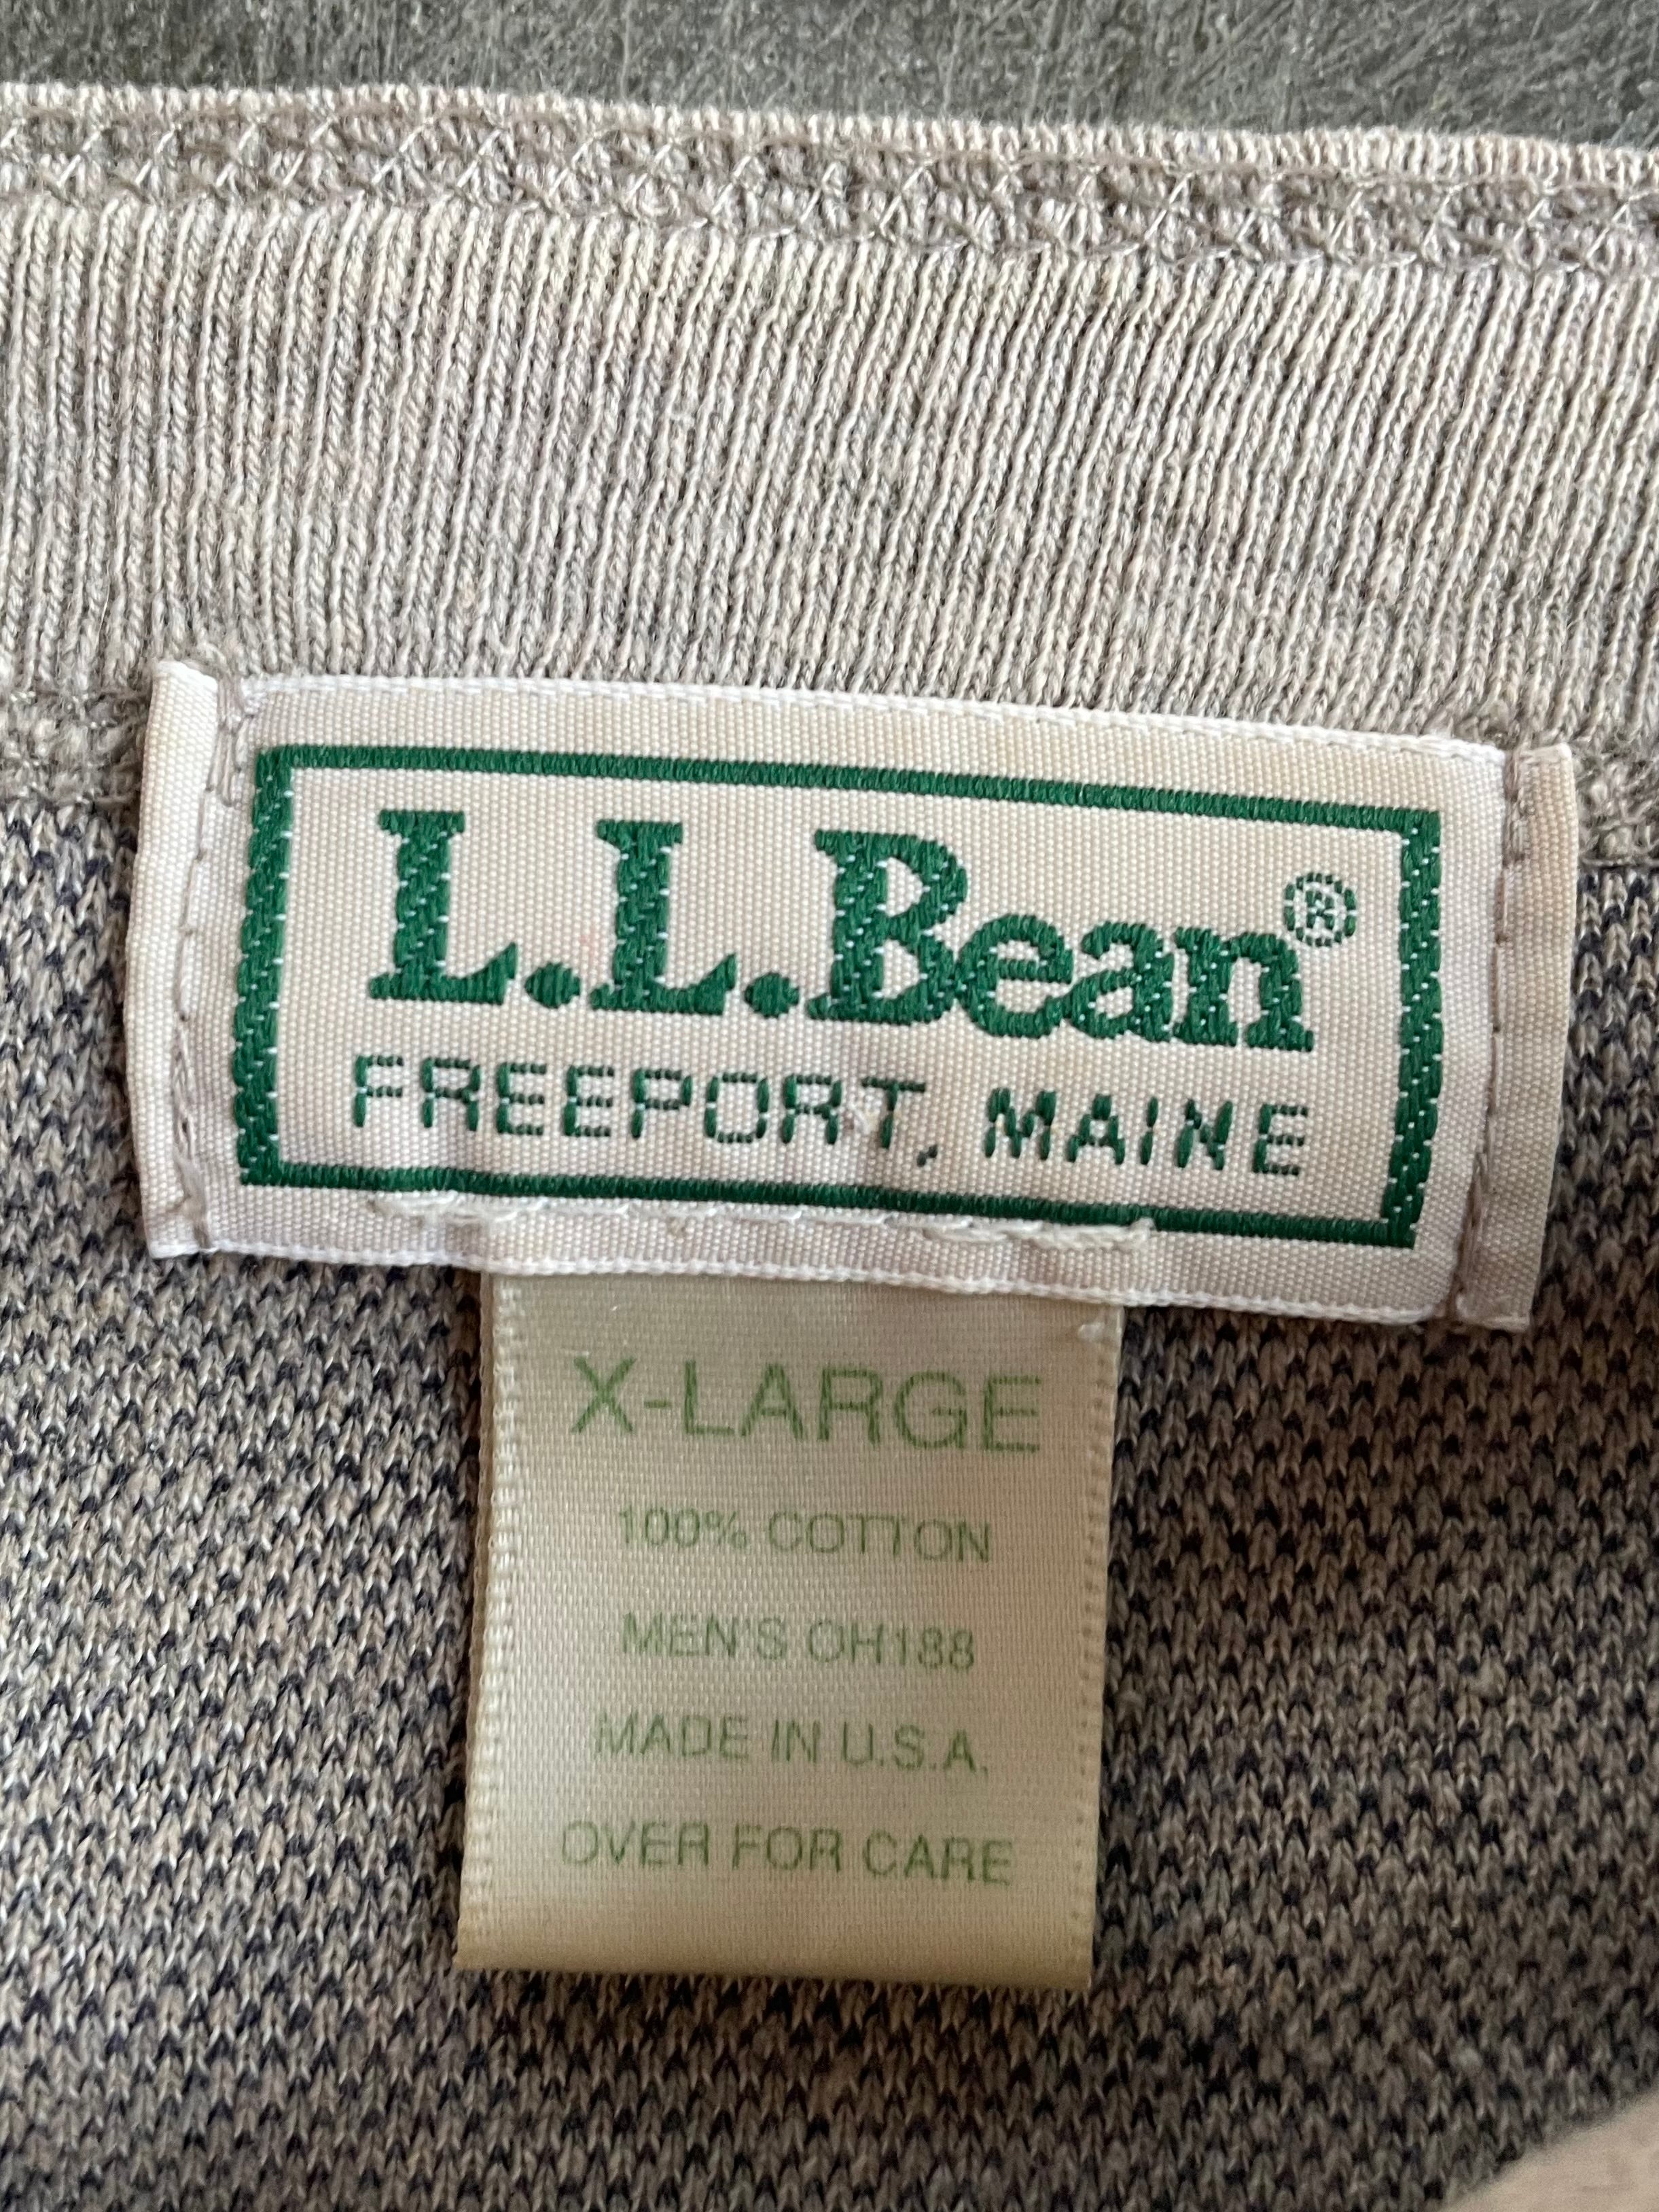 L.L.Bean®
FREEPORT, MAINE
X-LARGE
100% COTTON
MEN'S OH188
MADE IN U.S.A.
OVER FOR CARE